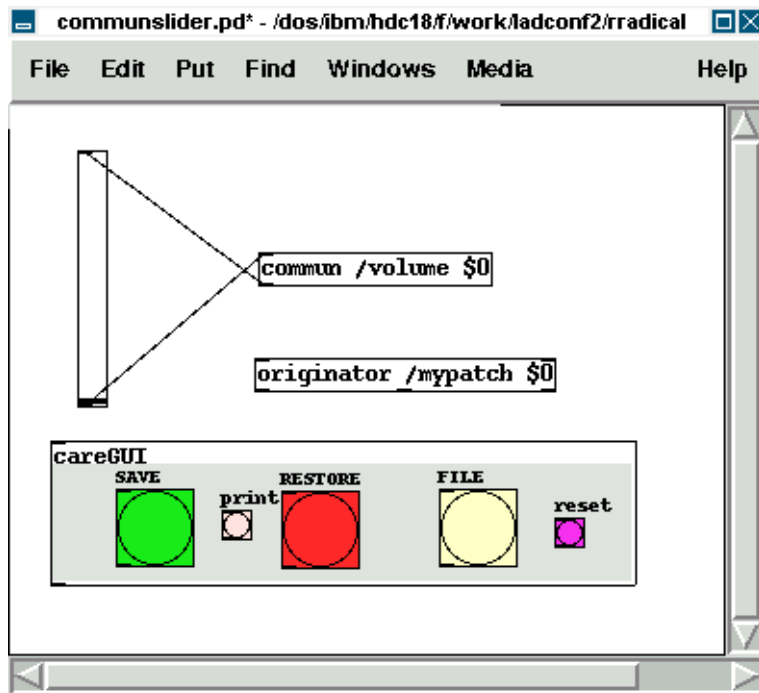 communslider.pd* - /dos/ibm/hdc18/f/work/ladconf2/rradical
File Edit Put Find Windows Media Help
commun /volume $0
originator /mypatch $0
careGUI
SAVE print RESTORE FILE reset